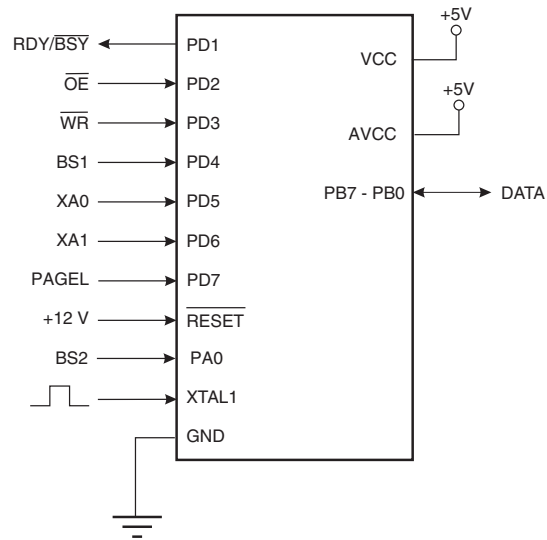 RDY/BSY PD1
OE PD2
WR PD3
BS1 PD4
XA0 PD5
XA1 PD6
PAGEL PD7
+12 V RESET
BS2 PA0
XTAL1
GND
+5V
VCC
+5V
AVCC
PB7 - PB0 DATA